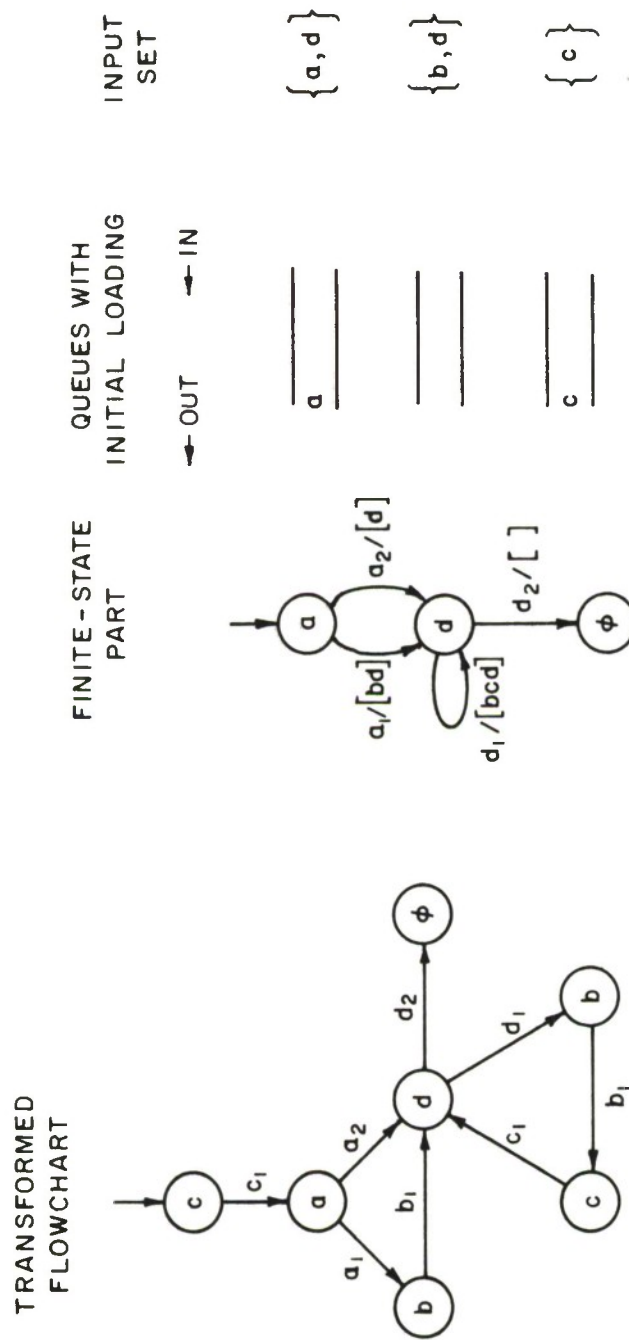 TRANSFORMED
FLOWCHART
c
c₁
a
a₁
a₂
b
b₁
d
d₂
ϕ
c₁
d₁
c
b₁
b
FINITE-STATE
PART
a
a₁/[bd]
a₂/[d]
d
d₁/[bcd]
d₂/[ ]
ϕ
QUEUES WITH
INITIAL LOADING
←OUT ←IN
a
c
INPUT
SET
{a,d}
{b,d}
{c}